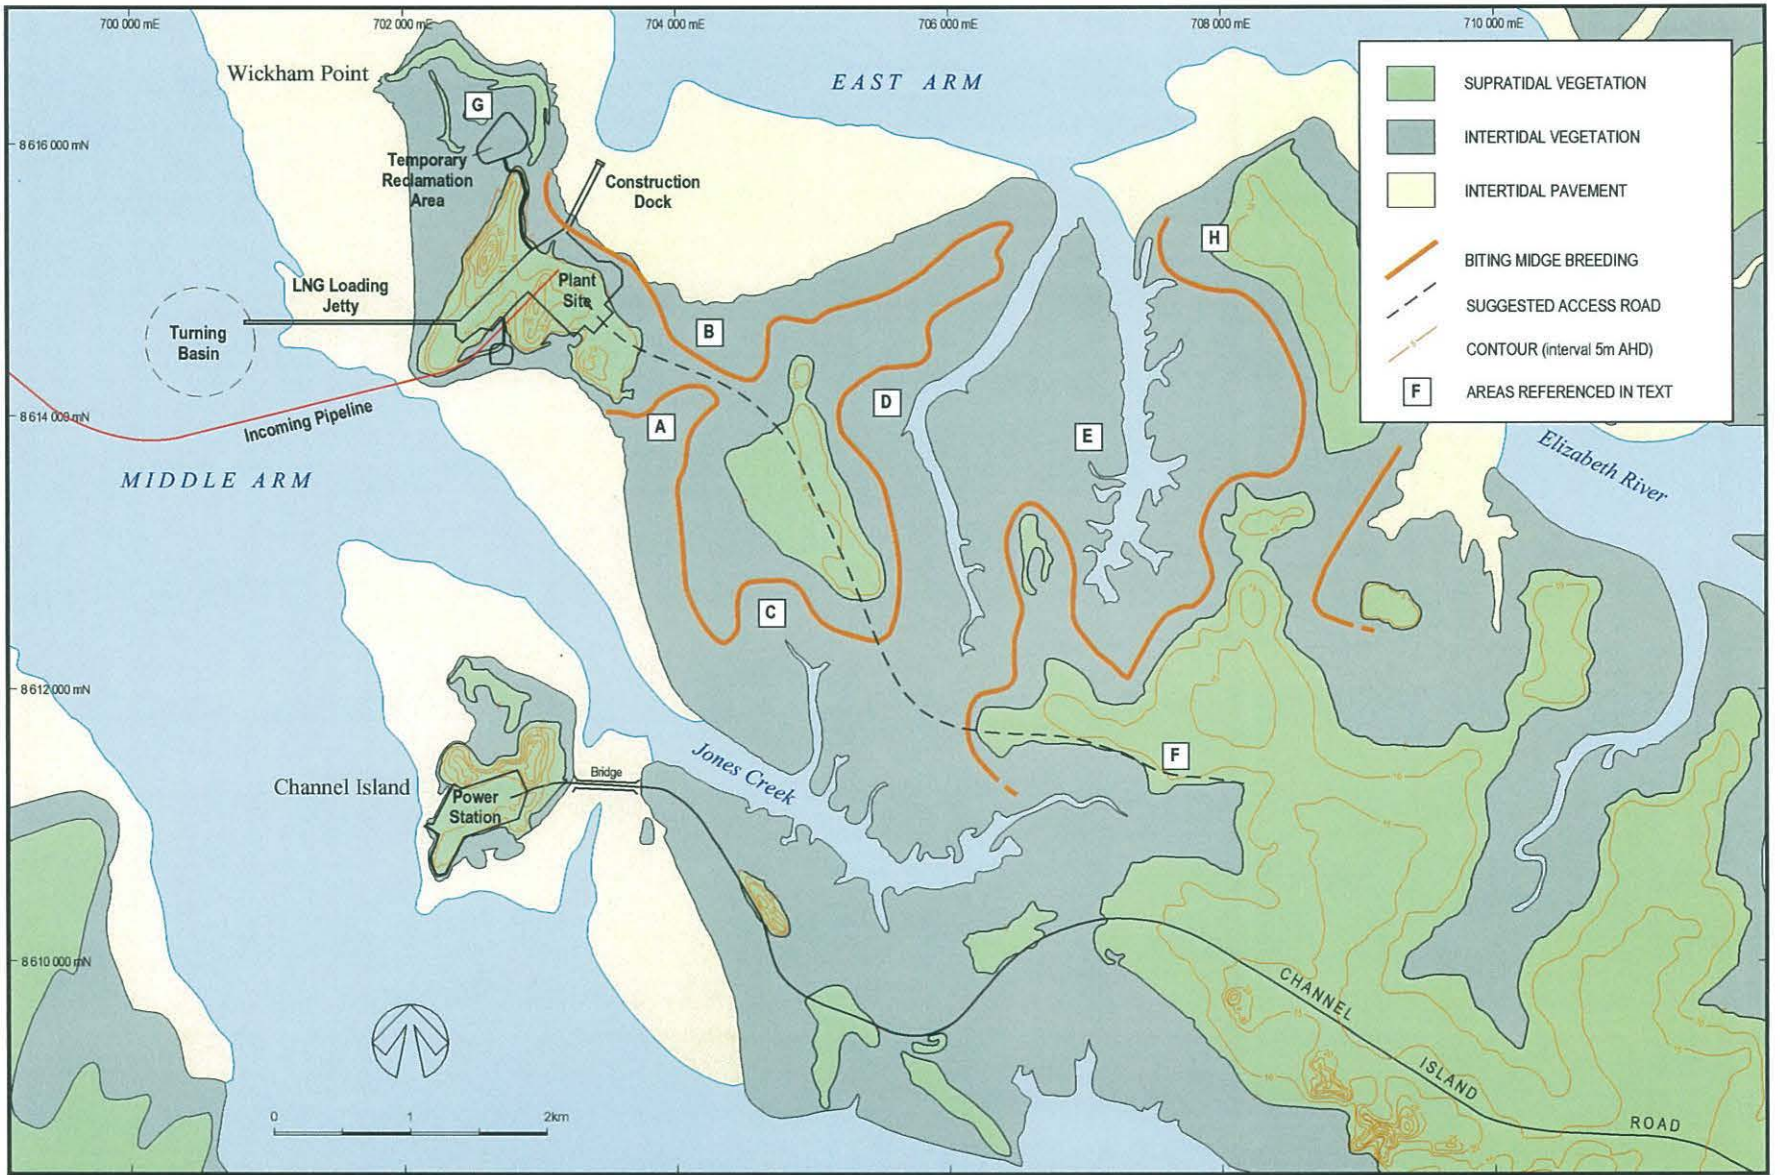 700 000 mE
702 000 mE
704 000 mE
706 000 mE
708 000 mE
710 000 mE
Wickham Point
EAST ARM
G
8 616 000 mN
Temporary
Reclamation
Area
Construction
Dock
H
LNG Loading
Jetty
Plant
Site
Turning
Basin
B
D
A
E
8 614 000 mN
Incoming Pipeline
MIDDLE ARM
Elizabeth River
C
8 612 000 mN
Jones Creek
F
Channel Island
Bridge
Power
Station
8 610 000 mN
CHANNEL
ISLAND
ROAD
0 1 2km
SUPRATIDAL VEGETATION
INTERTIDAL VEGETATION
INTERTIDAL PAVEMENT
BITING MIDGE BREEDING
SUGGESTED ACCESS ROAD
CONTOUR (interval 5m AHD)
F AREAS REFERENCED IN TEXT